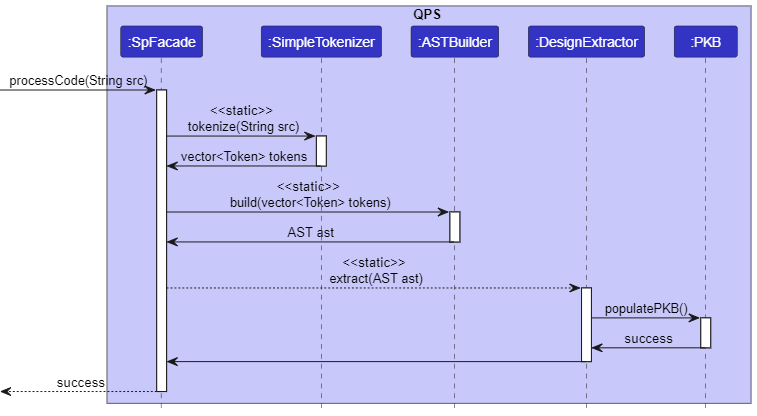 QPS
:SpFacade
:SimpleTokenizer
:ASTBuilder
:DesignExtractor
:PKB
processCode(String src)
<<static>>
tokenize(String src)
vector<Token> tokens
<<static>>
build(vector<Token> tokens)
AST ast
<<static>>
extract(AST ast)
populatePKB()
success
success